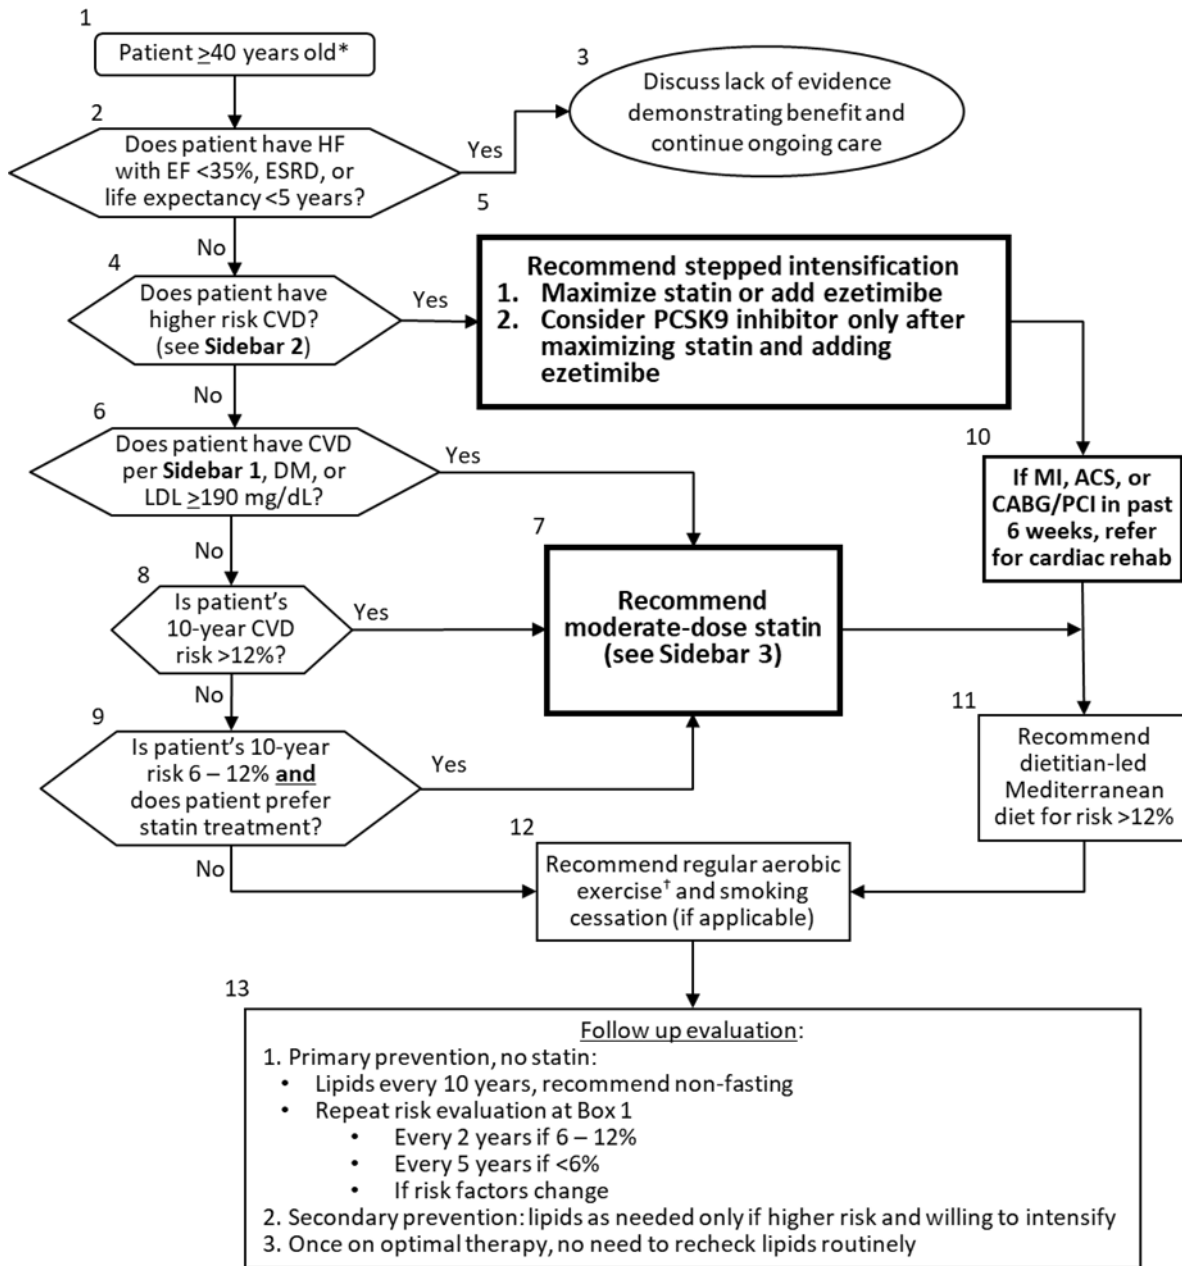 1
Patient ≥40 years old*
2
Does patient have HF
with EF <35%, ESRD, or
life expectancy <5 years?
Yes
3
Discuss lack of evidence
demonstrating benefit and
continue ongoing care
No
4
Does patient have
higher risk CVD?
(see Sidebar 2)
Yes
5
Recommend stepped intensification
1. Maximize statin or add ezetimibe
2. Consider PCSK9 inhibitor only after
maximizing statin and adding
ezetimibe
No
6
Does patient have CVD
per Sidebar 1, DM, or
LDL ≥190 mg/dL?
Yes
7
Recommend
moderate-dose statin
(see Sidebar 3)
No
8
Is patient's
10-year CVD
risk >12%?
Yes
No
9
Is patient's 10-year
risk 6 – 12% and
does patient prefer
statin treatment?
Yes
No
10
If MI, ACS, or
CABG/PCI in past
6 weeks, refer
for cardiac rehab
11
Recommend
dietitian-led
Mediterranean
diet for risk >12%
12
Recommend regular aerobic
exercise† and smoking
cessation (if applicable)
13
Follow up evaluation:
1. Primary prevention, no statin:
• Lipids every 10 years, recommend non-fasting
• Repeat risk evaluation at Box 1
• Every 2 years if 6 – 12%
• Every 5 years if <6%
• If risk factors change
2. Secondary prevention: lipids as needed only if higher risk and willing to intensify
3. Once on optimal therapy, no need to recheck lipids routinely